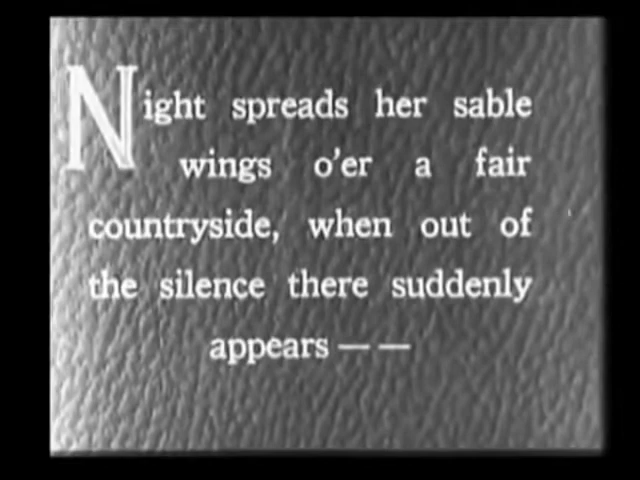 Night spreads her sable
wings o'er a fair
countryside, when out of
the silence there suddenly
appears — —